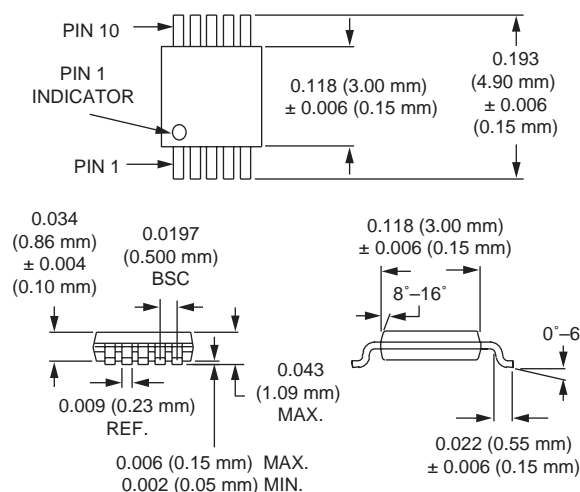 PIN 10
PIN 1
INDICATOR
PIN 1
0.118 (3.00 mm)
± 0.006 (0.15 mm)
0.193
(4.90 mm)
± 0.006
(0.15 mm)
0.034
(0.86 mm)
± 0.004
(0.10 mm)
0.0197
(0.500 mm)
BSC
0.043
(1.09 mm)
MAX.
0.009 (0.23 mm)
REF.
0.006 (0.15 mm) MAX.
0.002 (0.05 mm) MIN.
0.118 (3.00 mm)
± 0.006 (0.15 mm)
8°–16°
0°–6
0.022 (0.55 mm)
± 0.006 (0.15 mm)